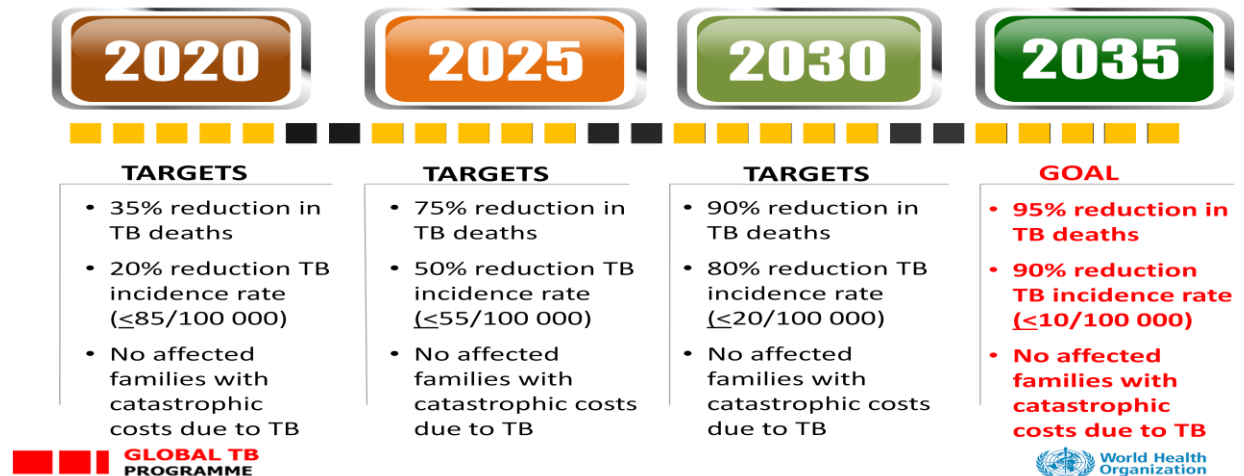 2020
2025
2030
2035
TARGETS
• 35% reduction in
TB deaths
• 20% reduction TB
incidence rate
(<85/100 000)
• No affected
families with
catastrophic
costs due to TB
TARGETS
• 75% reduction in
TB deaths
• 50% reduction TB
incidence rate
(<55/100 000)
• No affected
families with
catastrophic costs
due to TB
TARGETS
• 90% reduction in
TB deaths
• 80% reduction TB
incidence rate
(<20/100 000)
• No affected
families with
catastrophic costs
due to TB
GOAL
• 95% reduction in
TB deaths
• 90% reduction
TB incidence rate
(<10/100 000)
• No affected
families with
catastrophic
costs due to TB
GLOBAL TB
PROGRAMME
World Health
Organization